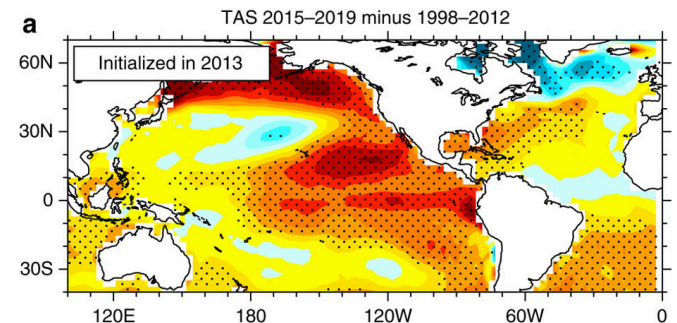 a
TAS 2015–2019 minus 1998–2012
Initialized in 2013
60N
30N
0
30S
120E
180
120W
60W
0